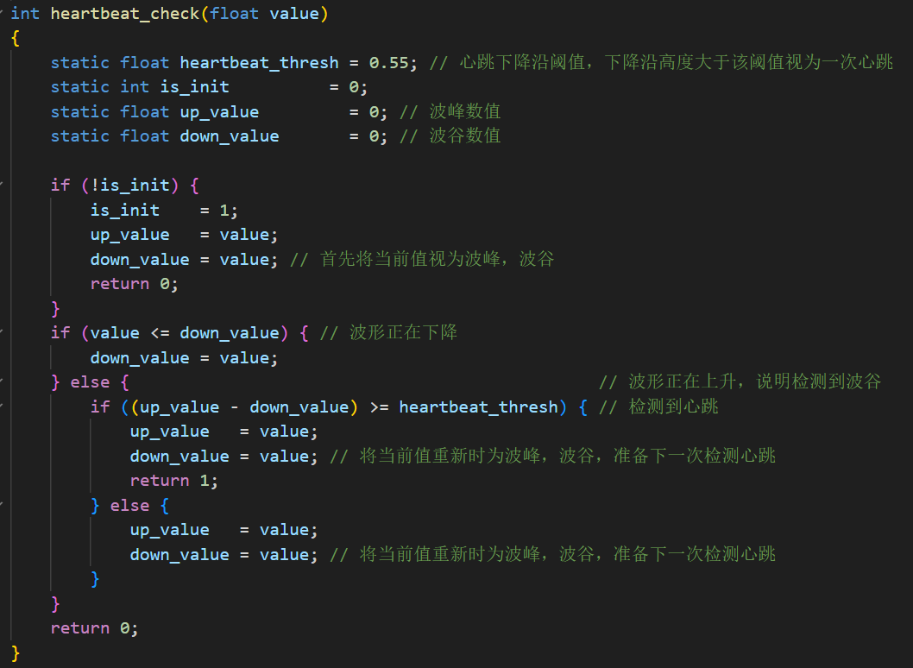 int heartbeat_check(float value)
{
    static float heartbeat_thresh = 0.55; // 心跳下降沿阈值，下降沿高度大于该阈值视为一次心跳
    static int is_init          = 0;
    static float up_value         = 0; // 波峰数值
    static float down_value       = 0; // 波谷数值

    if (!is_init) {
        is_init    = 1;
        up_value   = value;
        down_value = value; // 首先将当前值视为波峰，波谷
        return 0;
    }
    if (value <= down_value) { // 波形正在下降
        down_value = value;
    } else {                                                // 波形正在上升，说明检测到波谷
        if ((up_value - down_value) >= heartbeat_thresh) { // 检测到心跳
            up_value   = value;
            down_value = value; // 将当前值重新时为波峰，波谷，准备下一次检测心跳
            return 1;
        } else {
            up_value   = value;
            down_value = value; // 将当前值重新时为波峰，波谷，准备下一次检测心跳
        }
    }
    return 0;
}